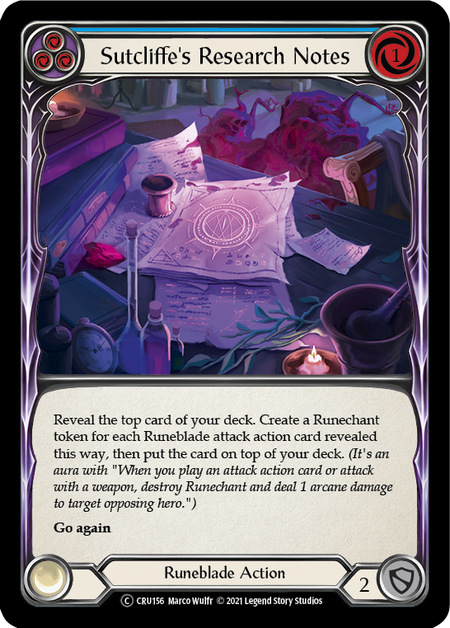 Sutcliffe's Research Notes
1
Reveal the top card of your deck. Create a Runechant
token for each Runeblade attack action card revealed
this way, then put the card on top of your deck. (It's an
aura with "When you play an attack action card or attack
with a weapon, destroy Runechant and deal 1 arcane damage
to target opposing hero.")
Go again
Runeblade Action
2
C CRU156 Marco Wulfr © 2021 Legend Story Studios